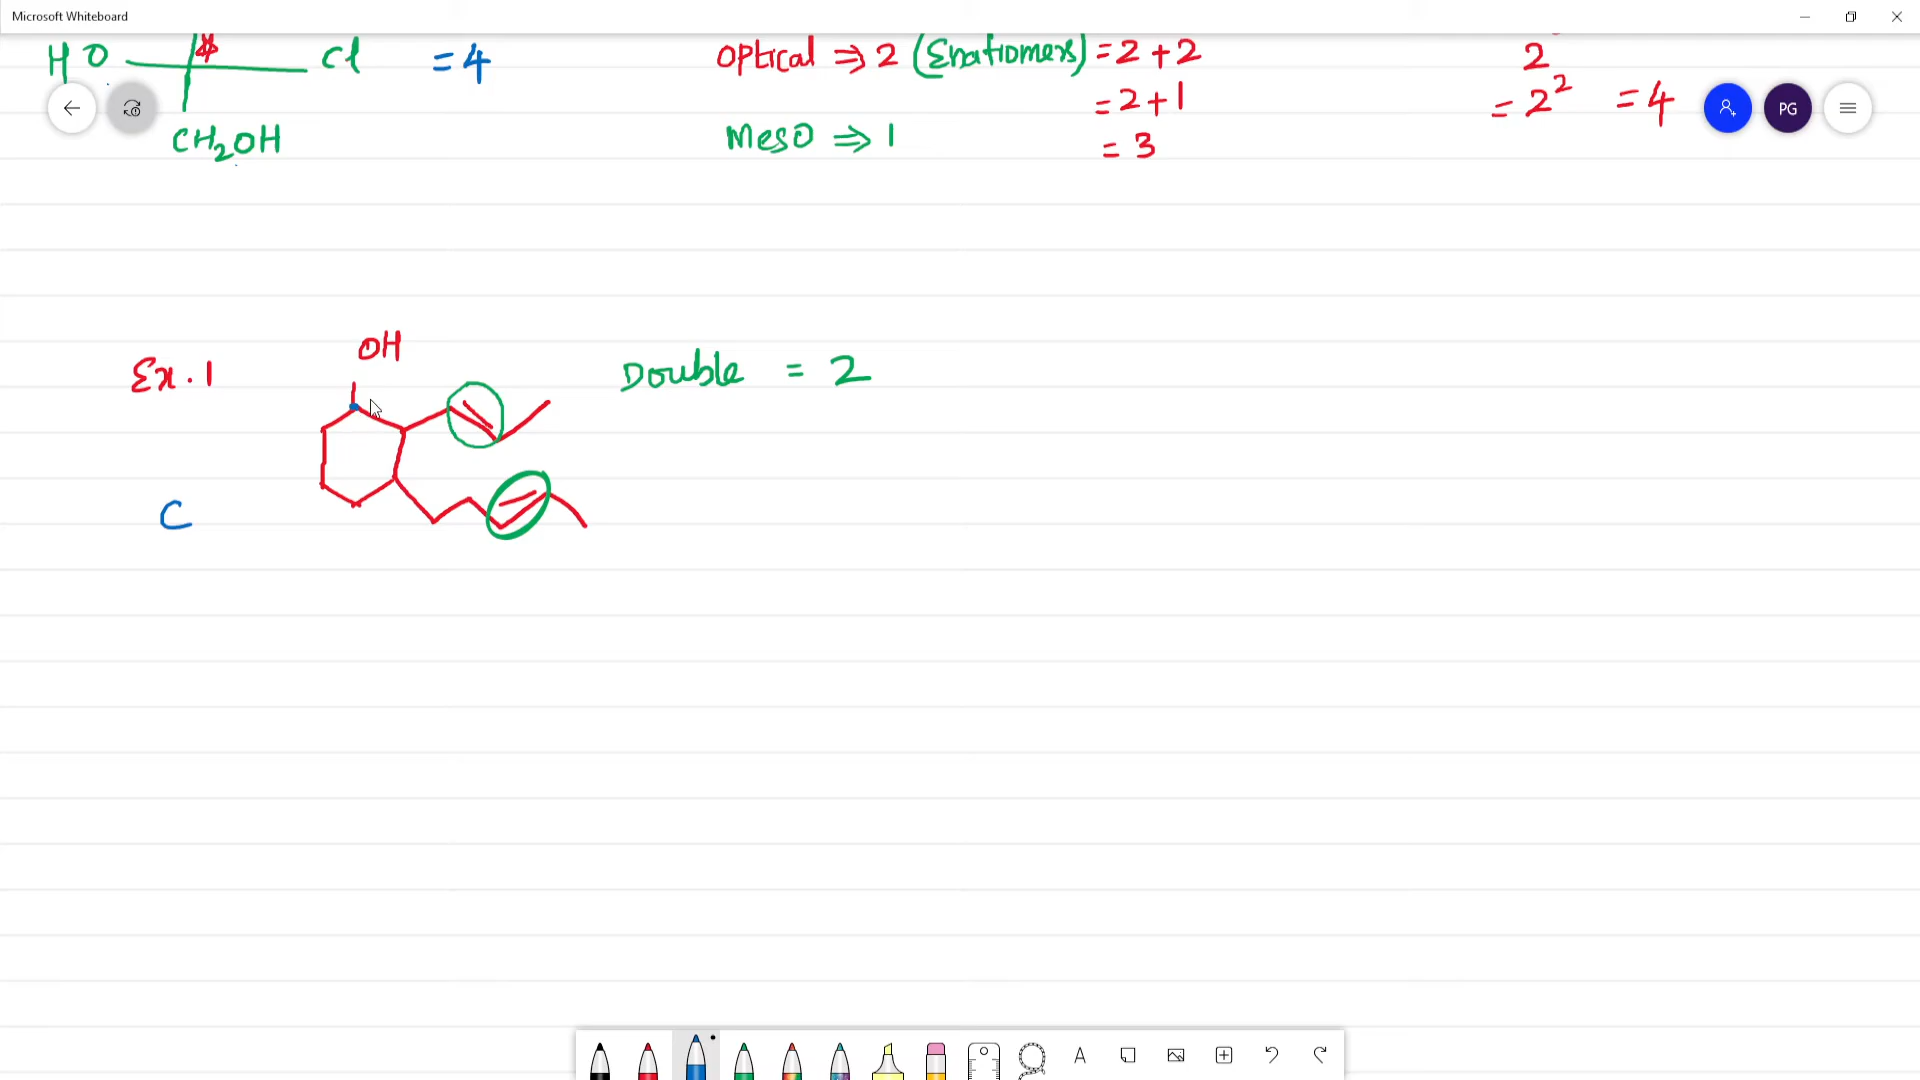 Microsoft Whiteboard
HO Cl = 4
CH2OH
Optical ⇒ 2 (Enatiomers) = 2 + 2
= 2 + 1
Meso ⇒ 1
= 3
2
= 2² = 4
PG
Ex. 1
OH
Double = 2
C
A